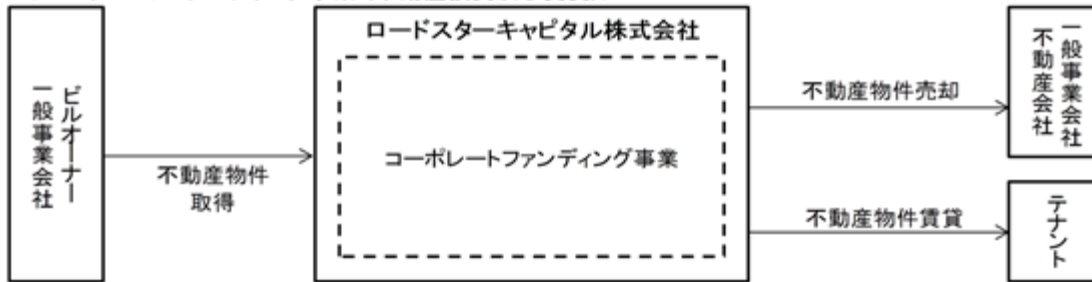 ビルオーナー
一般事業会社
不動産物件
取得
ロードスターキャピタル株式会社
コーポレートファンディング事業
不動産物件売却
一般事業会社
不動産会社
不動産物件賃貸
テナント